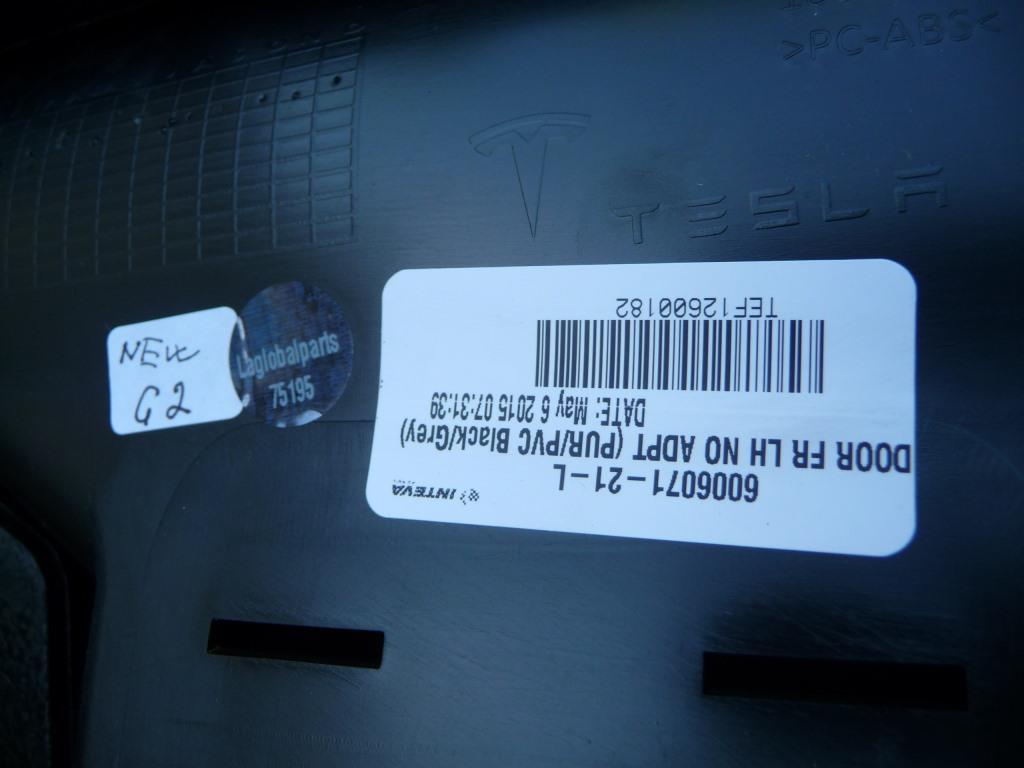 >PC-ABS<
TESLA
NEW
G2
Laglobalparts
75195
INTEVA
6006071-21-L
DOOR FR LH NO ADPT (PUR/PVC Black/Grey)
DATE: May 6 2015 07:31:39
TEF12600182